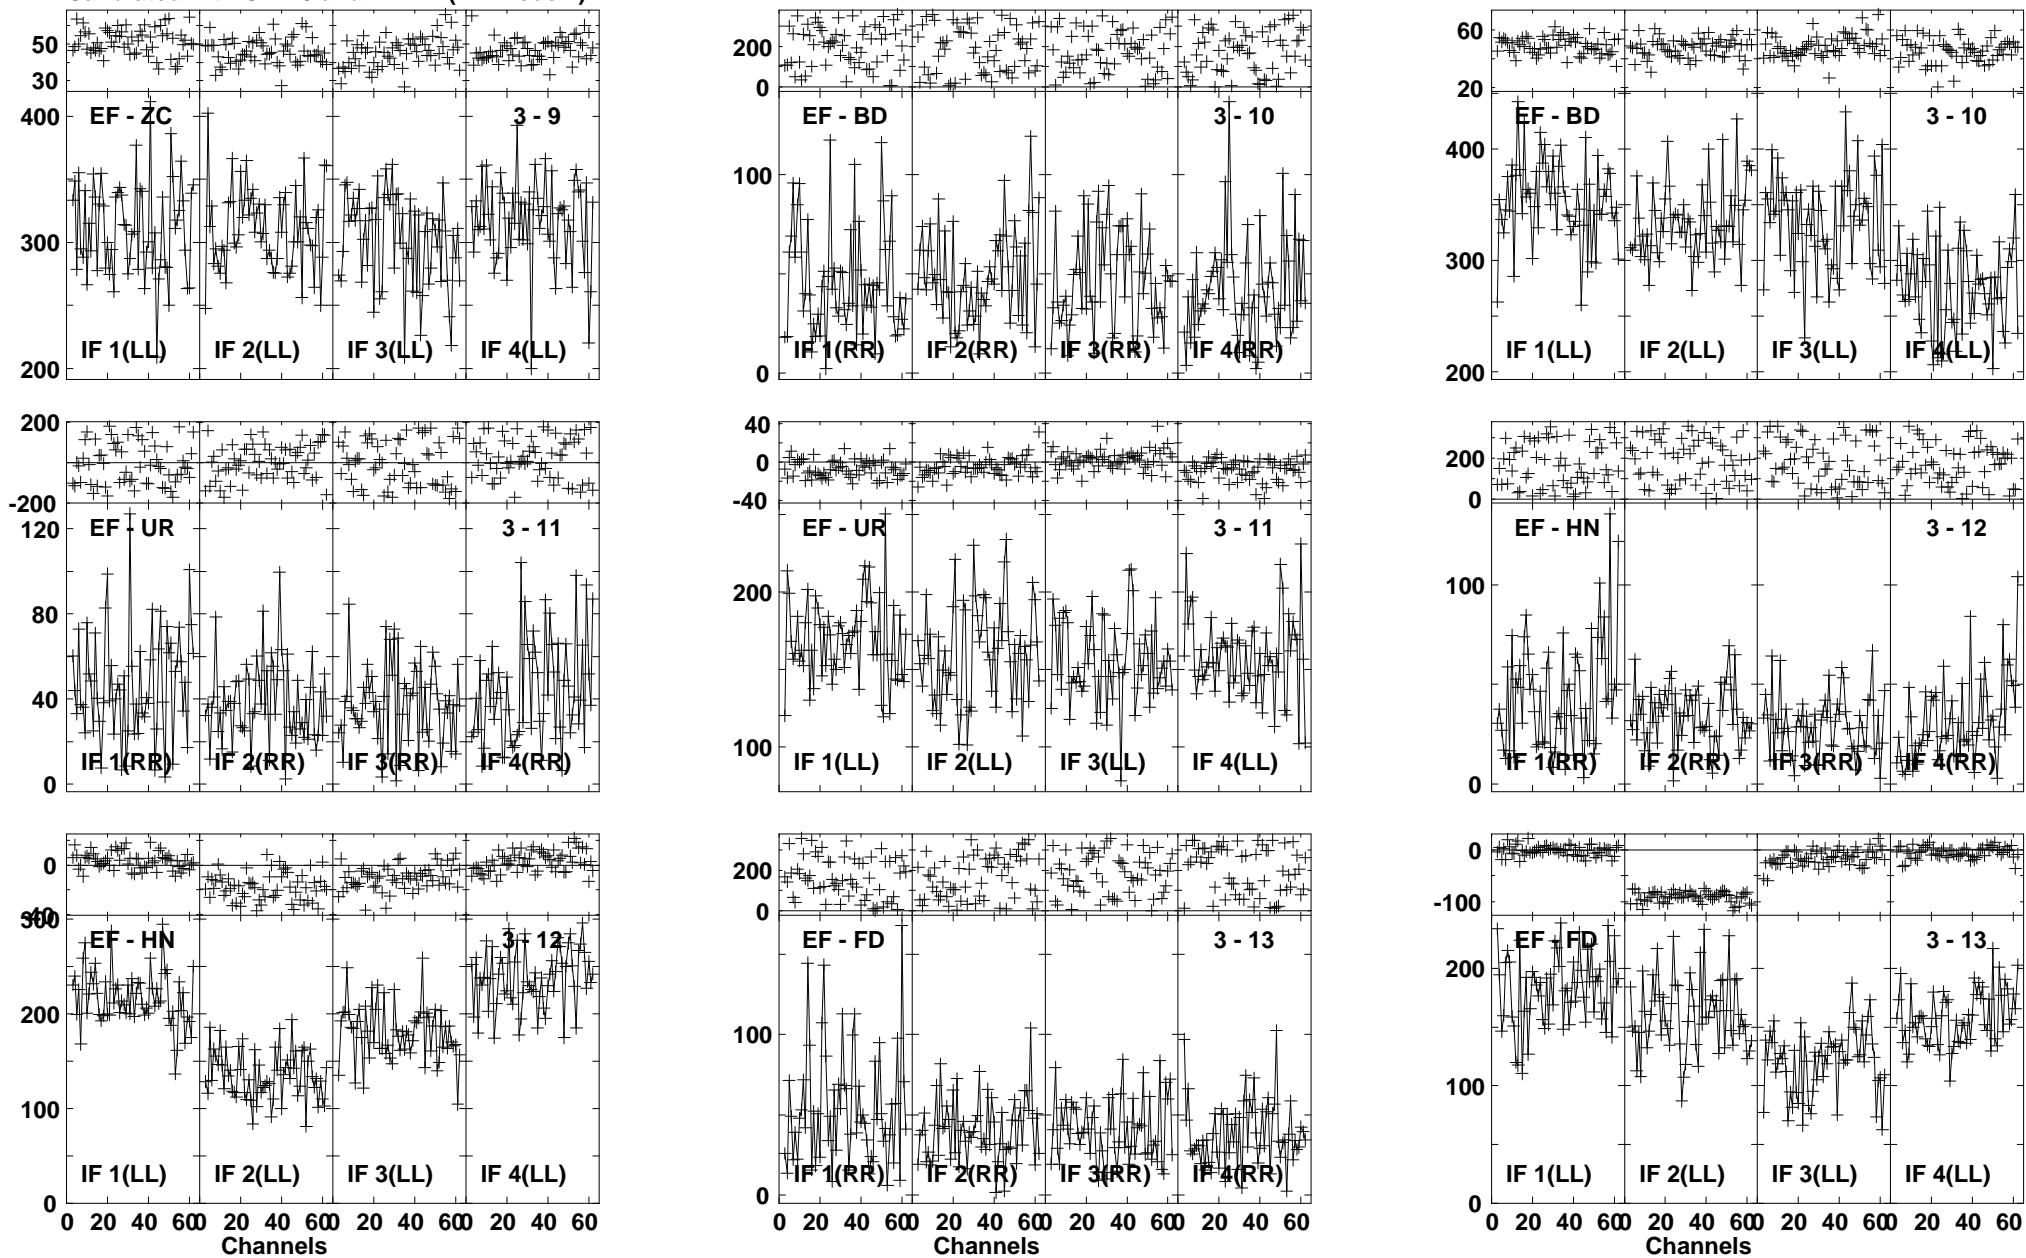 50
30
EF - ZC 3 - 9
400
300
200
IF 1(LL) IF 2(LL) IF 3(LL) IF 4(LL)
200
0
EF - BD 3 - 10
100
0
IF 1(RR) IF 2(RR) IF 3(RR) IF 4(RR)
60
20
EF - BD 3 - 10
400
300
200
IF 1(LL) IF 2(LL) IF 3(LL) IF 4(LL)
200
0
-200
EF - UR 3 - 11
120
80
40
0
IF 1(RR) IF 2(RR) IF 3(RR) IF 4(RR)
40
0
-40
EF - UR 3 - 11
200
100
IF 1(LL) IF 2(LL) IF 3(LL) IF 4(LL)
200
0
EF - HN 3 - 12
100
0
IF 1(RR) IF 2(RR) IF 3(RR) IF 4(RR)
0
-40
300
EF - HN 3 - 12
200
100
0
IF 1(LL) IF 2(LL) IF 3(LL) IF 4(LL)
0 20 40 60 0 20 40 60 0 20 40 60 0 20 40 60
Channels
200
0
EF - FD 3 - 13
100
0
IF 1(RR) IF 2(RR) IF 3(RR) IF 4(RR)
0 20 40 60 0 20 40 60 0 20 40 60 0 20 40 60
Channels
0
-100
EF - FD 3 - 13
200
100
0
IF 1(LL) IF 2(LL) IF 3(LL) IF 4(LL)
0 20 40 60 0 20 40 60 0 20 40 60 0 20 40 60
Channels